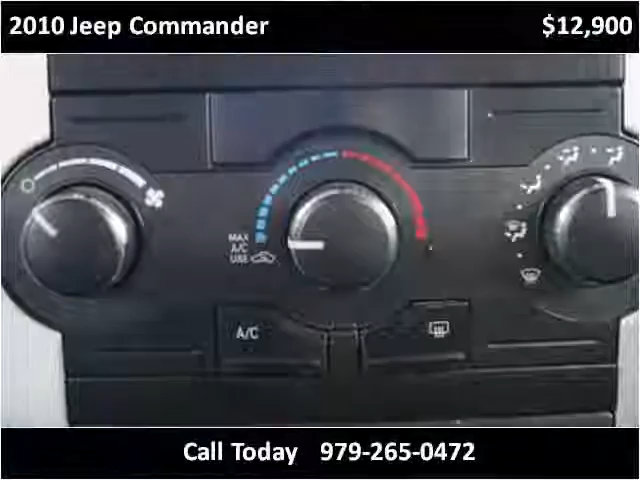 2010 Jeep Commander $12,900
MAX
A/C
USE
A/C
Call Today 979-265-0472